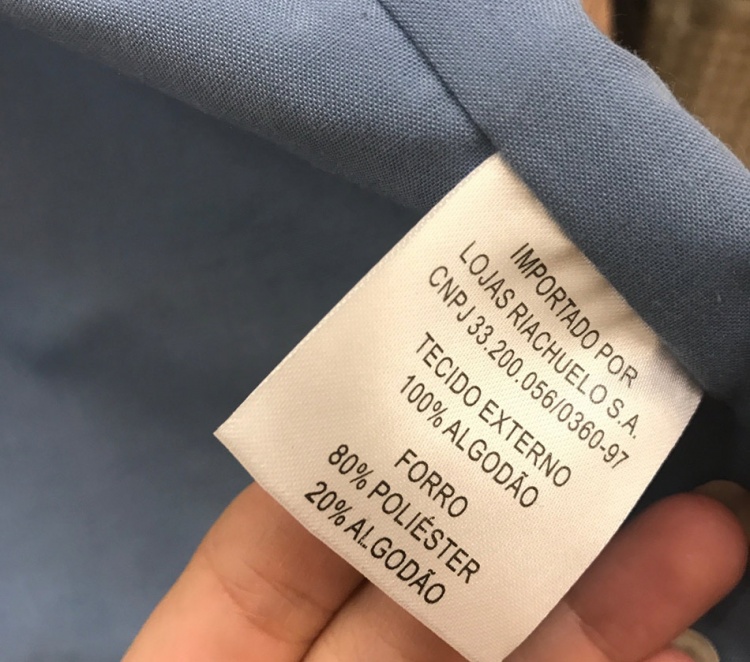 IMPORTADO POR
LOJAS RIACHUELO S.A.
CNPJ 33.200.056/0360-97
TECIDO EXTERNO
100% ALGODÃO
FORRO
80% POLIÉSTER
20% ALGODÃO